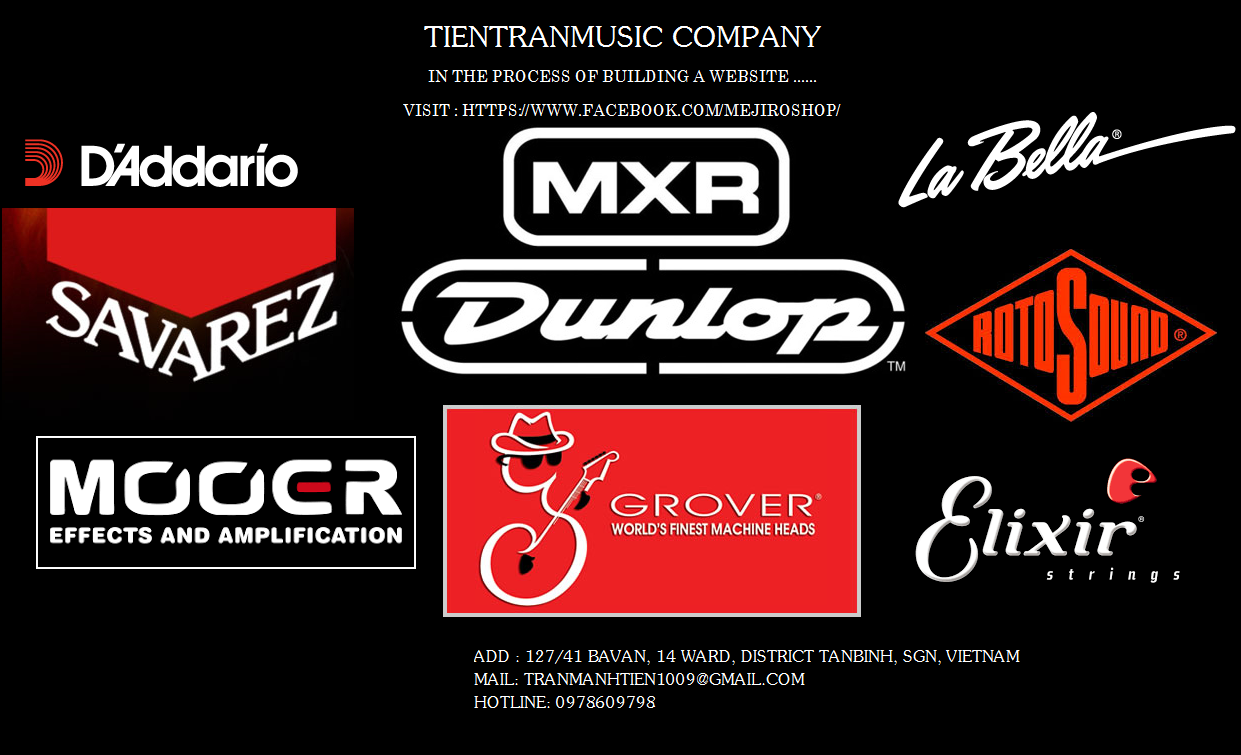 TIENTRANMUSIC COMPANY
IN THE PROCESS OF BUILDING A WEBSITE ......
VISIT : HTTPS://WWW.FACEBOOK.COM/MEJIROSHOP/
D'Addario
MXR
La Bella®
SAVAREZ
DUNLOP™
ROTOSOUND®
MOOER
EFFECTS AND AMPLIFICATION
GROVER®
WORLD'S FINEST MACHINE HEADS
Elixir®
strings
ADD : 127/41 BAVAN, 14 WARD, DISTRICT TANBINH, SGN, VIETNAM
MAIL: TRANMANHTIEN1009@GMAIL.COM
HOTLINE: 0978609798